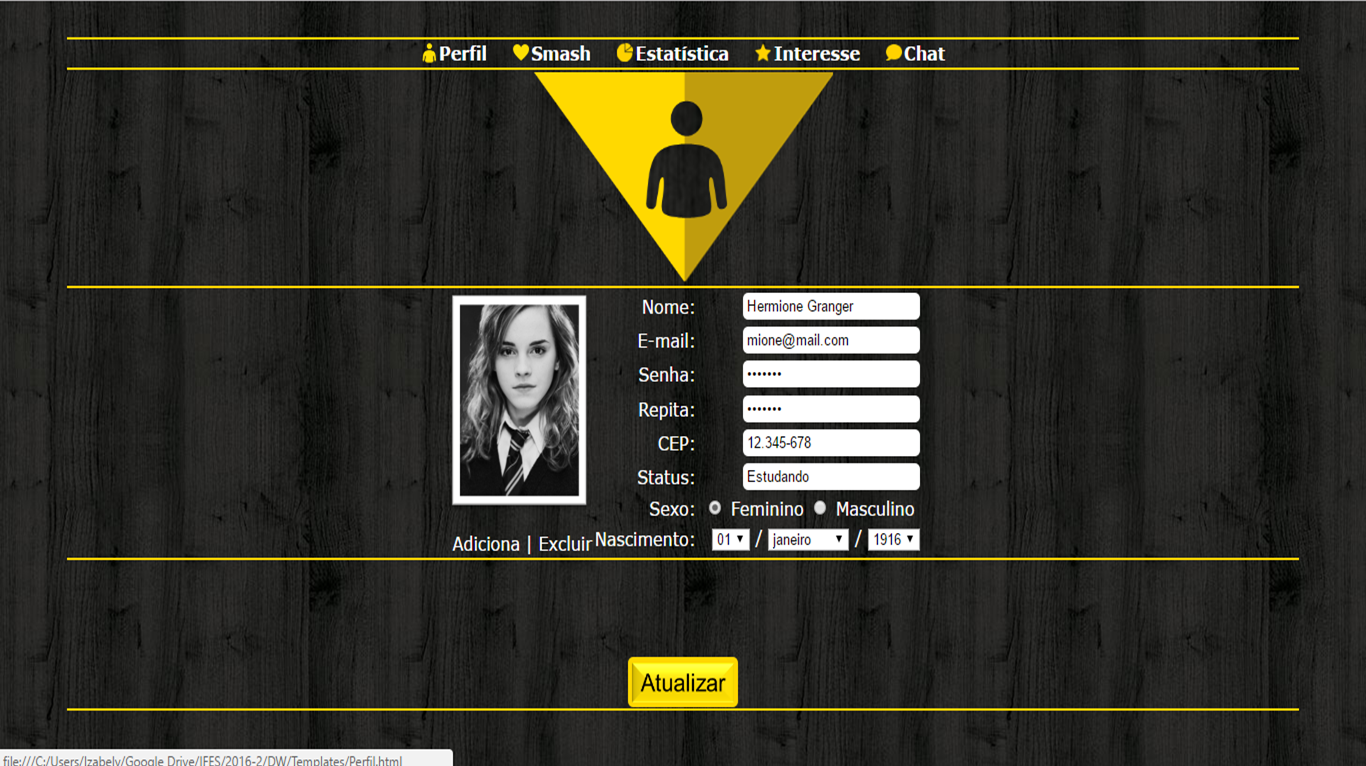 Perfil Smash Estatística Interesse Chat
Nome: Hermione Granger
E-mail: mione@mail.com
Senha: •••••••
Repita: •••••••
CEP: 12.345-678
Status: Estudando
Sexo: Feminino Masculino
Adiciona | Excluir Nascimento: 01 / janeiro / 1916
Atualizar
file:///C:/Users/Izabely/Google Drive/IFES/2016-2/DW/Templates/Perfil.html